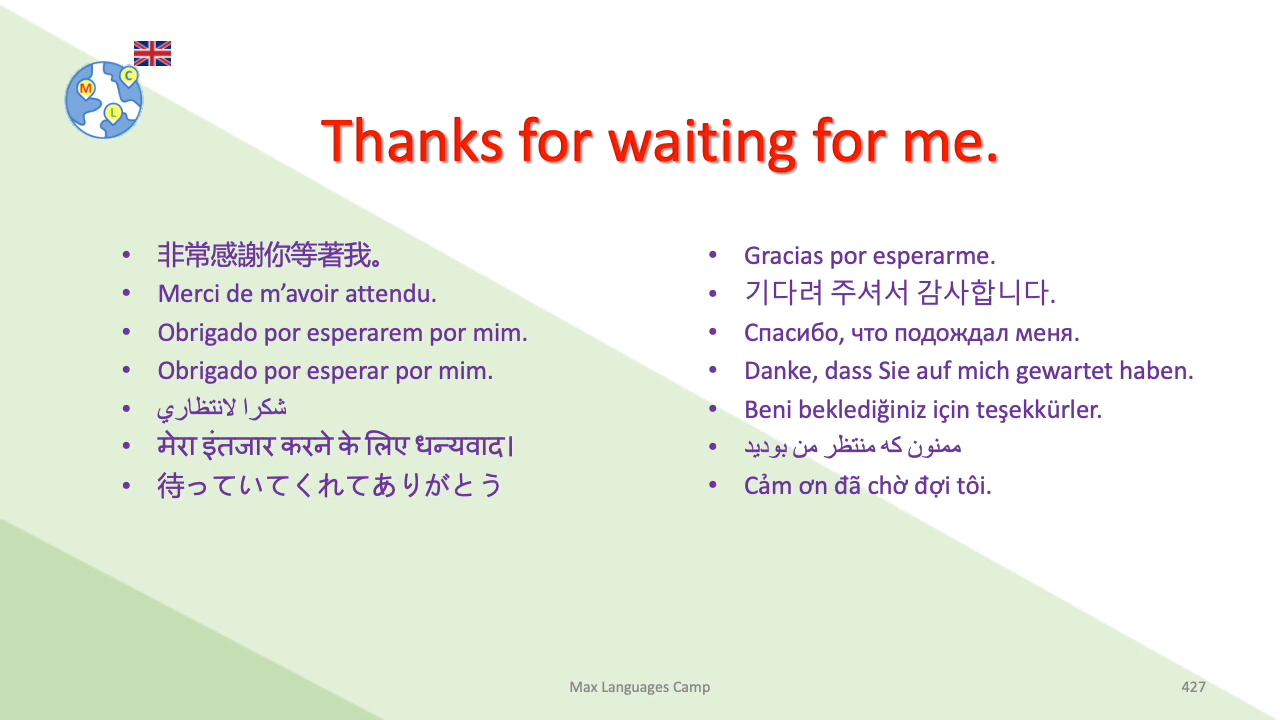 M C L
Thanks for waiting for me.
• 非常感謝你等著我。
• Merci de m’avoir attendu.
• Obrigado por esperarem por mim.
• Obrigado por esperar por mim.
• شكرا لانتظاري
• मेरा इंतजार करने के लिए धन्यवाद।
• 待っていてくれてありがとう
• Gracias por esperarme.
• 기다려 주셔서 감사합니다.
• Спасибо, что подождал меня.
• Danke, dass Sie auf mich gewartet haben.
• Beni beklediğiniz için teşekkürler.
• ممنون که منتظر من بودید
• Cảm ơn đã chờ đợi tôi.
Max Languages Camp
427